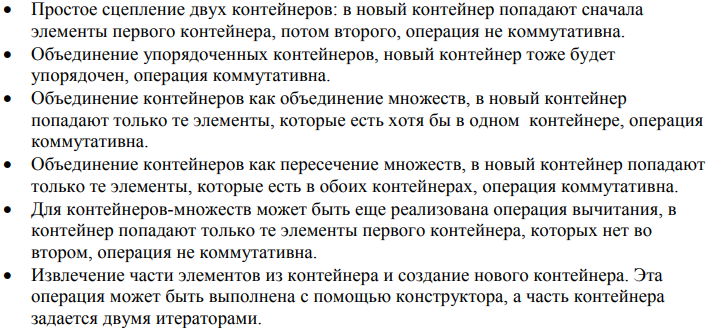 • Простое сцепление двух контейнеров: в новый контейнер попадают сначала
элементы первого контейнера, потом второго, операция не коммутативна.
• Объединение упорядоченных контейнеров, новый контейнер тоже будет
упорядочен, операция коммутативна.
• Объединение контейнеров как объединение множеств, в новый контейнер
попадают только те элементы, которые есть хотя бы в одном контейнере, операция
коммутативна.
• Объединение контейнеров как пересечение множеств, в новый контейнер попадают
только те элементы, которые есть в обоих контейнерах, операция коммутативна.
• Для контейнеров-множеств может быть еще реализована операция вычитания, в
контейнер попадают только те элементы первого контейнера, которых нет во
втором, операция не коммутативна.
• Извлечение части элементов из контейнера и создание нового контейнера. Эта
операция может быть выполнена с помощью конструктора, а часть контейнера
задается двумя итераторами.